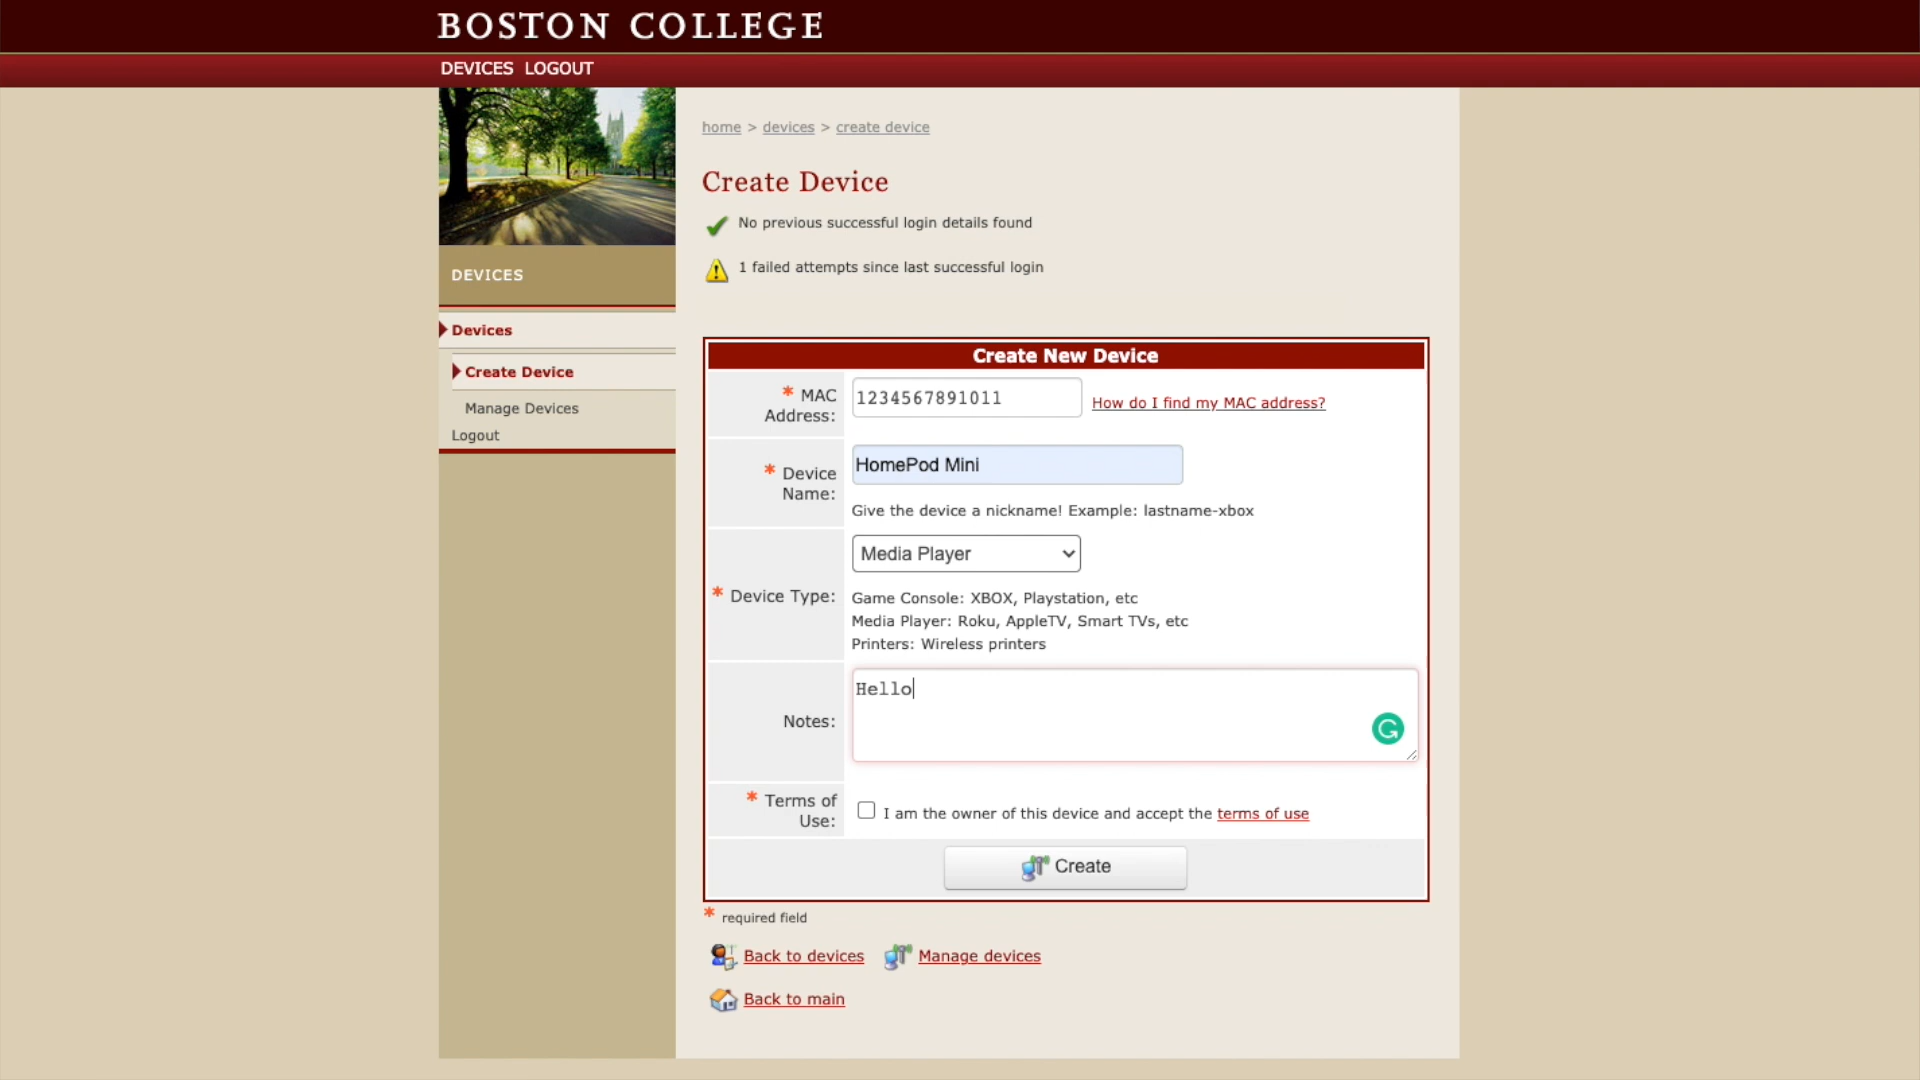 BOSTON COLLEGE
DEVICES LOGOUT
home > devices > create device
Create Device
No previous successful login details found
1 failed attempts since last successful login
DEVICES
Devices
Create Device
Manage Devices
Logout
Create New Device
* MAC Address:
1234567891011
How do I find my MAC address?
* Device Name:
HomePod Mini
Give the device a nickname! Example: lastname-xbox
* Device Type:
Media Player
Game Console: XBOX, Playstation, etc
Media Player: Roku, AppleTV, Smart TVs, etc
Printers: Wireless printers
Notes:
Hello
* Terms of Use:
I am the owner of this device and accept the terms of use
Create
* required field
Back to devices Manage devices
Back to main